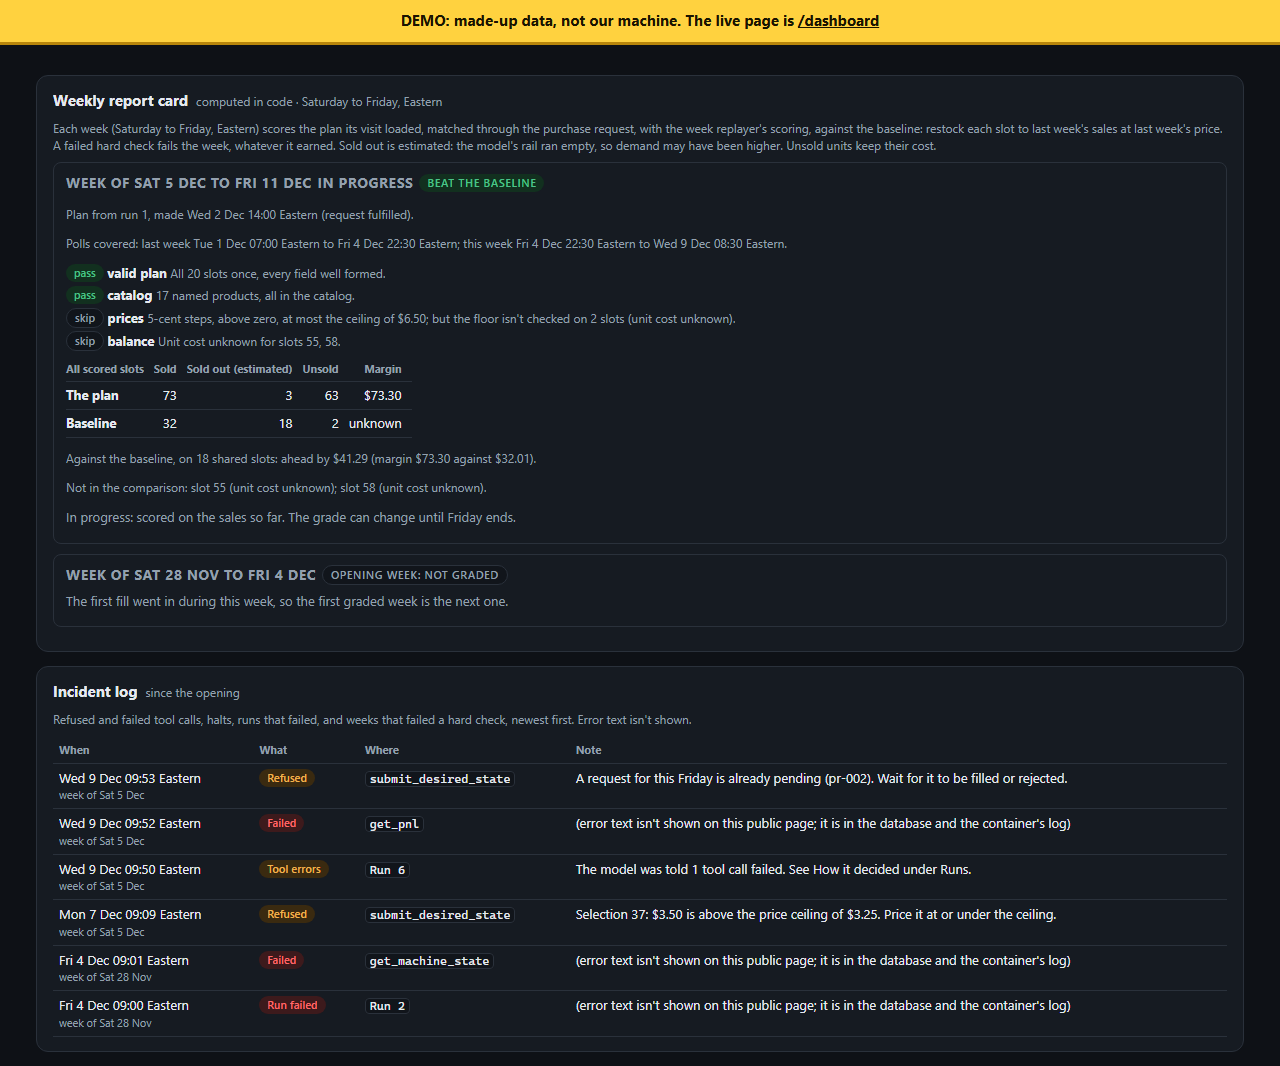 DEMO: made-up data, not our machine. The live page is /dashboard
Weekly report card computed in code · Saturday to Friday, Eastern
Each week (Saturday to Friday, Eastern) scores the plan its visit loaded, matched through the purchase request, with the week replayer's scoring, against the baseline: restock each slot to last week's sales at last week's price.
A failed hard check fails the week, whatever it earned. Sold out is estimated: the model's rail ran empty, so demand may have been higher. Unsold units keep their cost.
WEEK OF SAT 5 DEC TO FRI 11 DEC IN PROGRESS BEAT THE BASELINE
Plan from run 1, made Wed 2 Dec 14:00 Eastern (request fulfilled).
Polls covered: last week Tue 1 Dec 07:00 Eastern to Fri 4 Dec 22:30 Eastern; this week Fri 4 Dec 22:30 Eastern to Wed 9 Dec 08:30 Eastern.
pass valid plan All 20 slots once, every field well formed.
pass catalog 17 named products, all in the catalog.
skip prices 5-cent steps, above zero, at most the ceiling of $6.50; but the floor isn't checked on 2 slots (unit cost unknown).
skip balance Unit cost unknown for slots 55, 58.
All scored slots Sold Sold out (estimated) Unsold Margin
The plan 73 3 63 $73.30
Baseline 32 18 2 unknown
Against the baseline, on 18 shared slots: ahead by $41.29 (margin $73.30 against $32.01).
Not in the comparison: slot 55 (unit cost unknown); slot 58 (unit cost unknown).
In progress: scored on the sales so far. The grade can change until Friday ends.
WEEK OF SAT 28 NOV TO FRI 4 DEC OPENING WEEK: NOT GRADED
The first fill went in during this week, so the first graded week is the next one.
Incident log since the opening
Refused and failed tool calls, halts, runs that failed, and weeks that failed a hard check, newest first. Error text isn't shown.
When What Where Note
Wed 9 Dec 09:53 Eastern Refused submit_desired_state A request for this Friday is already pending (pr-002). Wait for it to be filled or rejected.
week of Sat 5 Dec
Wed 9 Dec 09:52 Eastern Failed get_pnl (error text isn't shown on this public page; it is in the database and the container's log)
week of Sat 5 Dec
Wed 9 Dec 09:50 Eastern Tool errors Run 6 The model was told 1 tool call failed. See How it decided under Runs.
week of Sat 5 Dec
Mon 7 Dec 09:09 Eastern Refused submit_desired_state Selection 37: $3.50 is above the price ceiling of $3.25. Price it at or under the ceiling.
week of Sat 5 Dec
Fri 4 Dec 09:01 Eastern Failed get_machine_state (error text isn't shown on this public page; it is in the database and the container's log)
week of Sat 28 Nov
Fri 4 Dec 09:00 Eastern Run failed Run 2 (error text isn't shown on this public page; it is in the database and the container's log)
week of Sat 28 Nov